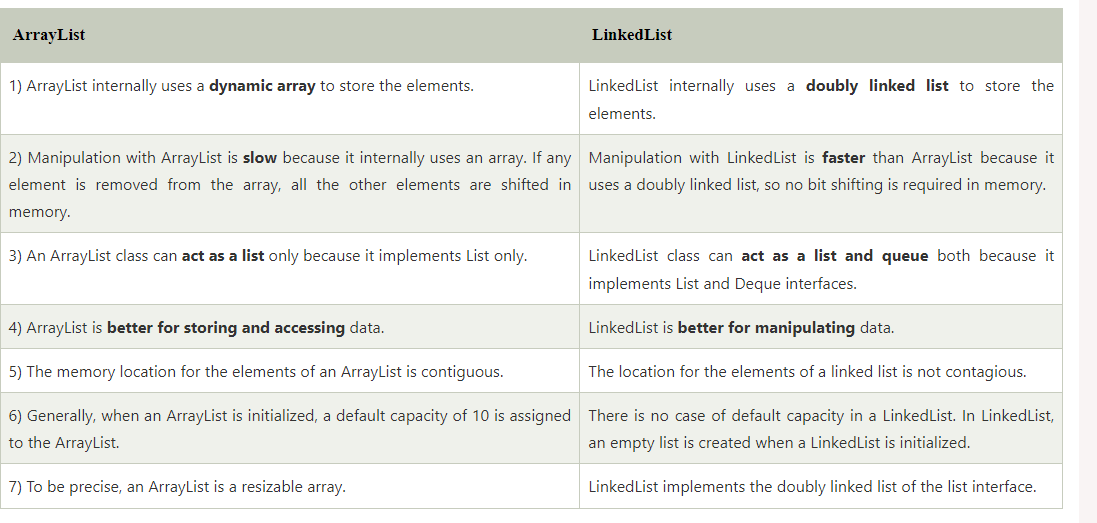 ArrayList
LinkedList
1) ArrayList internally uses a dynamic array to store the elements.
LinkedList internally uses a doubly linked list to store the
elements.
2) Manipulation with ArrayList is slow because it internally uses an array. If any
element is removed from the array, all the other elements are shifted in
memory.
Manipulation with LinkedList is faster than ArrayList because it
uses a doubly linked list, so no bit shifting is required in memory.
3) An ArrayList class can act as a list only because it implements List only.
LinkedList class can act as a list and queue both because it
implements List and Deque interfaces.
4) ArrayList is better for storing and accessing data.
LinkedList is better for manipulating data.
5) The memory location for the elements of an ArrayList is contiguous.
The location for the elements of a linked list is not contagious.
6) Generally, when an ArrayList is initialized, a default capacity of 10 is assigned
to the ArrayList.
There is no case of default capacity in a LinkedList. In LinkedList,
an empty list is created when a LinkedList is initialized.
7) To be precise, an ArrayList is a resizable array.
LinkedList implements the doubly linked list of the list interface.